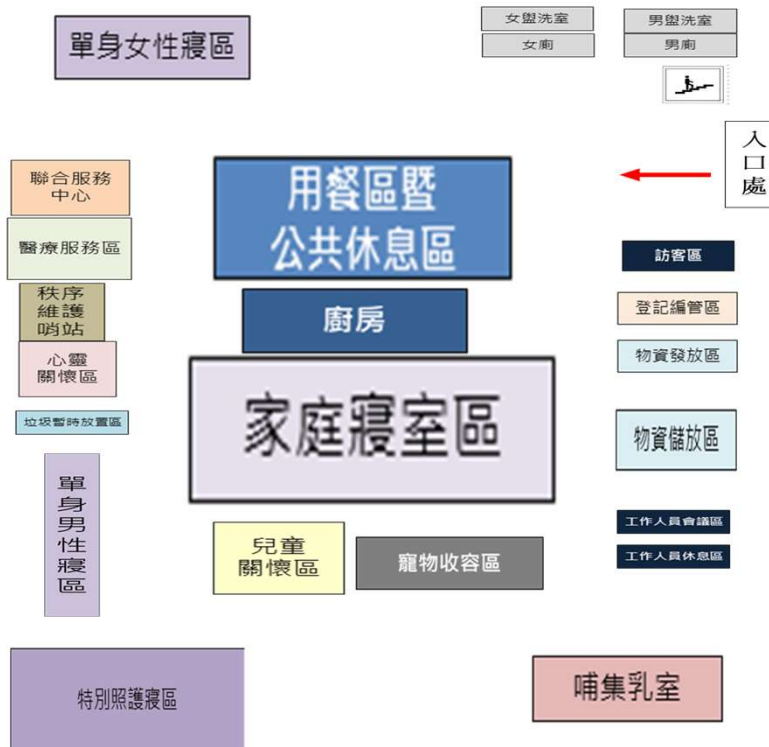 單身女性寢區
女盥洗室
男盥洗室
女廁
男廁
入口處
聯合服務
中心
用餐區暨
公共休息區
醫療服務區
訪客區
秩序
維護
哨站
廚房
登記編管區
心靈
關懷區
物資發放區
家庭寢室區
垃圾暫時放置區
物資儲放區
單身男性寢區
工作人員會議區
兒童
關懷區
寵物收容區
工作人員休息區
特別照護寢區
哺集乳室